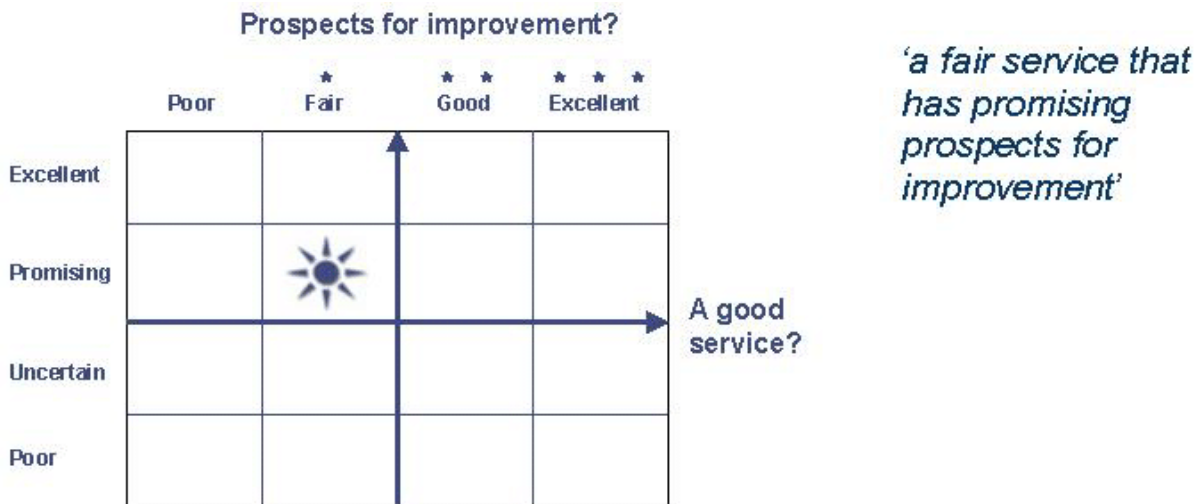 Prospects for improvement?
‘a fair service that
has promising
prospects for
improvement’
* ** ***
Poor Fair Good Excellent
Excellent
Promising
A good
service?
Uncertain
Poor